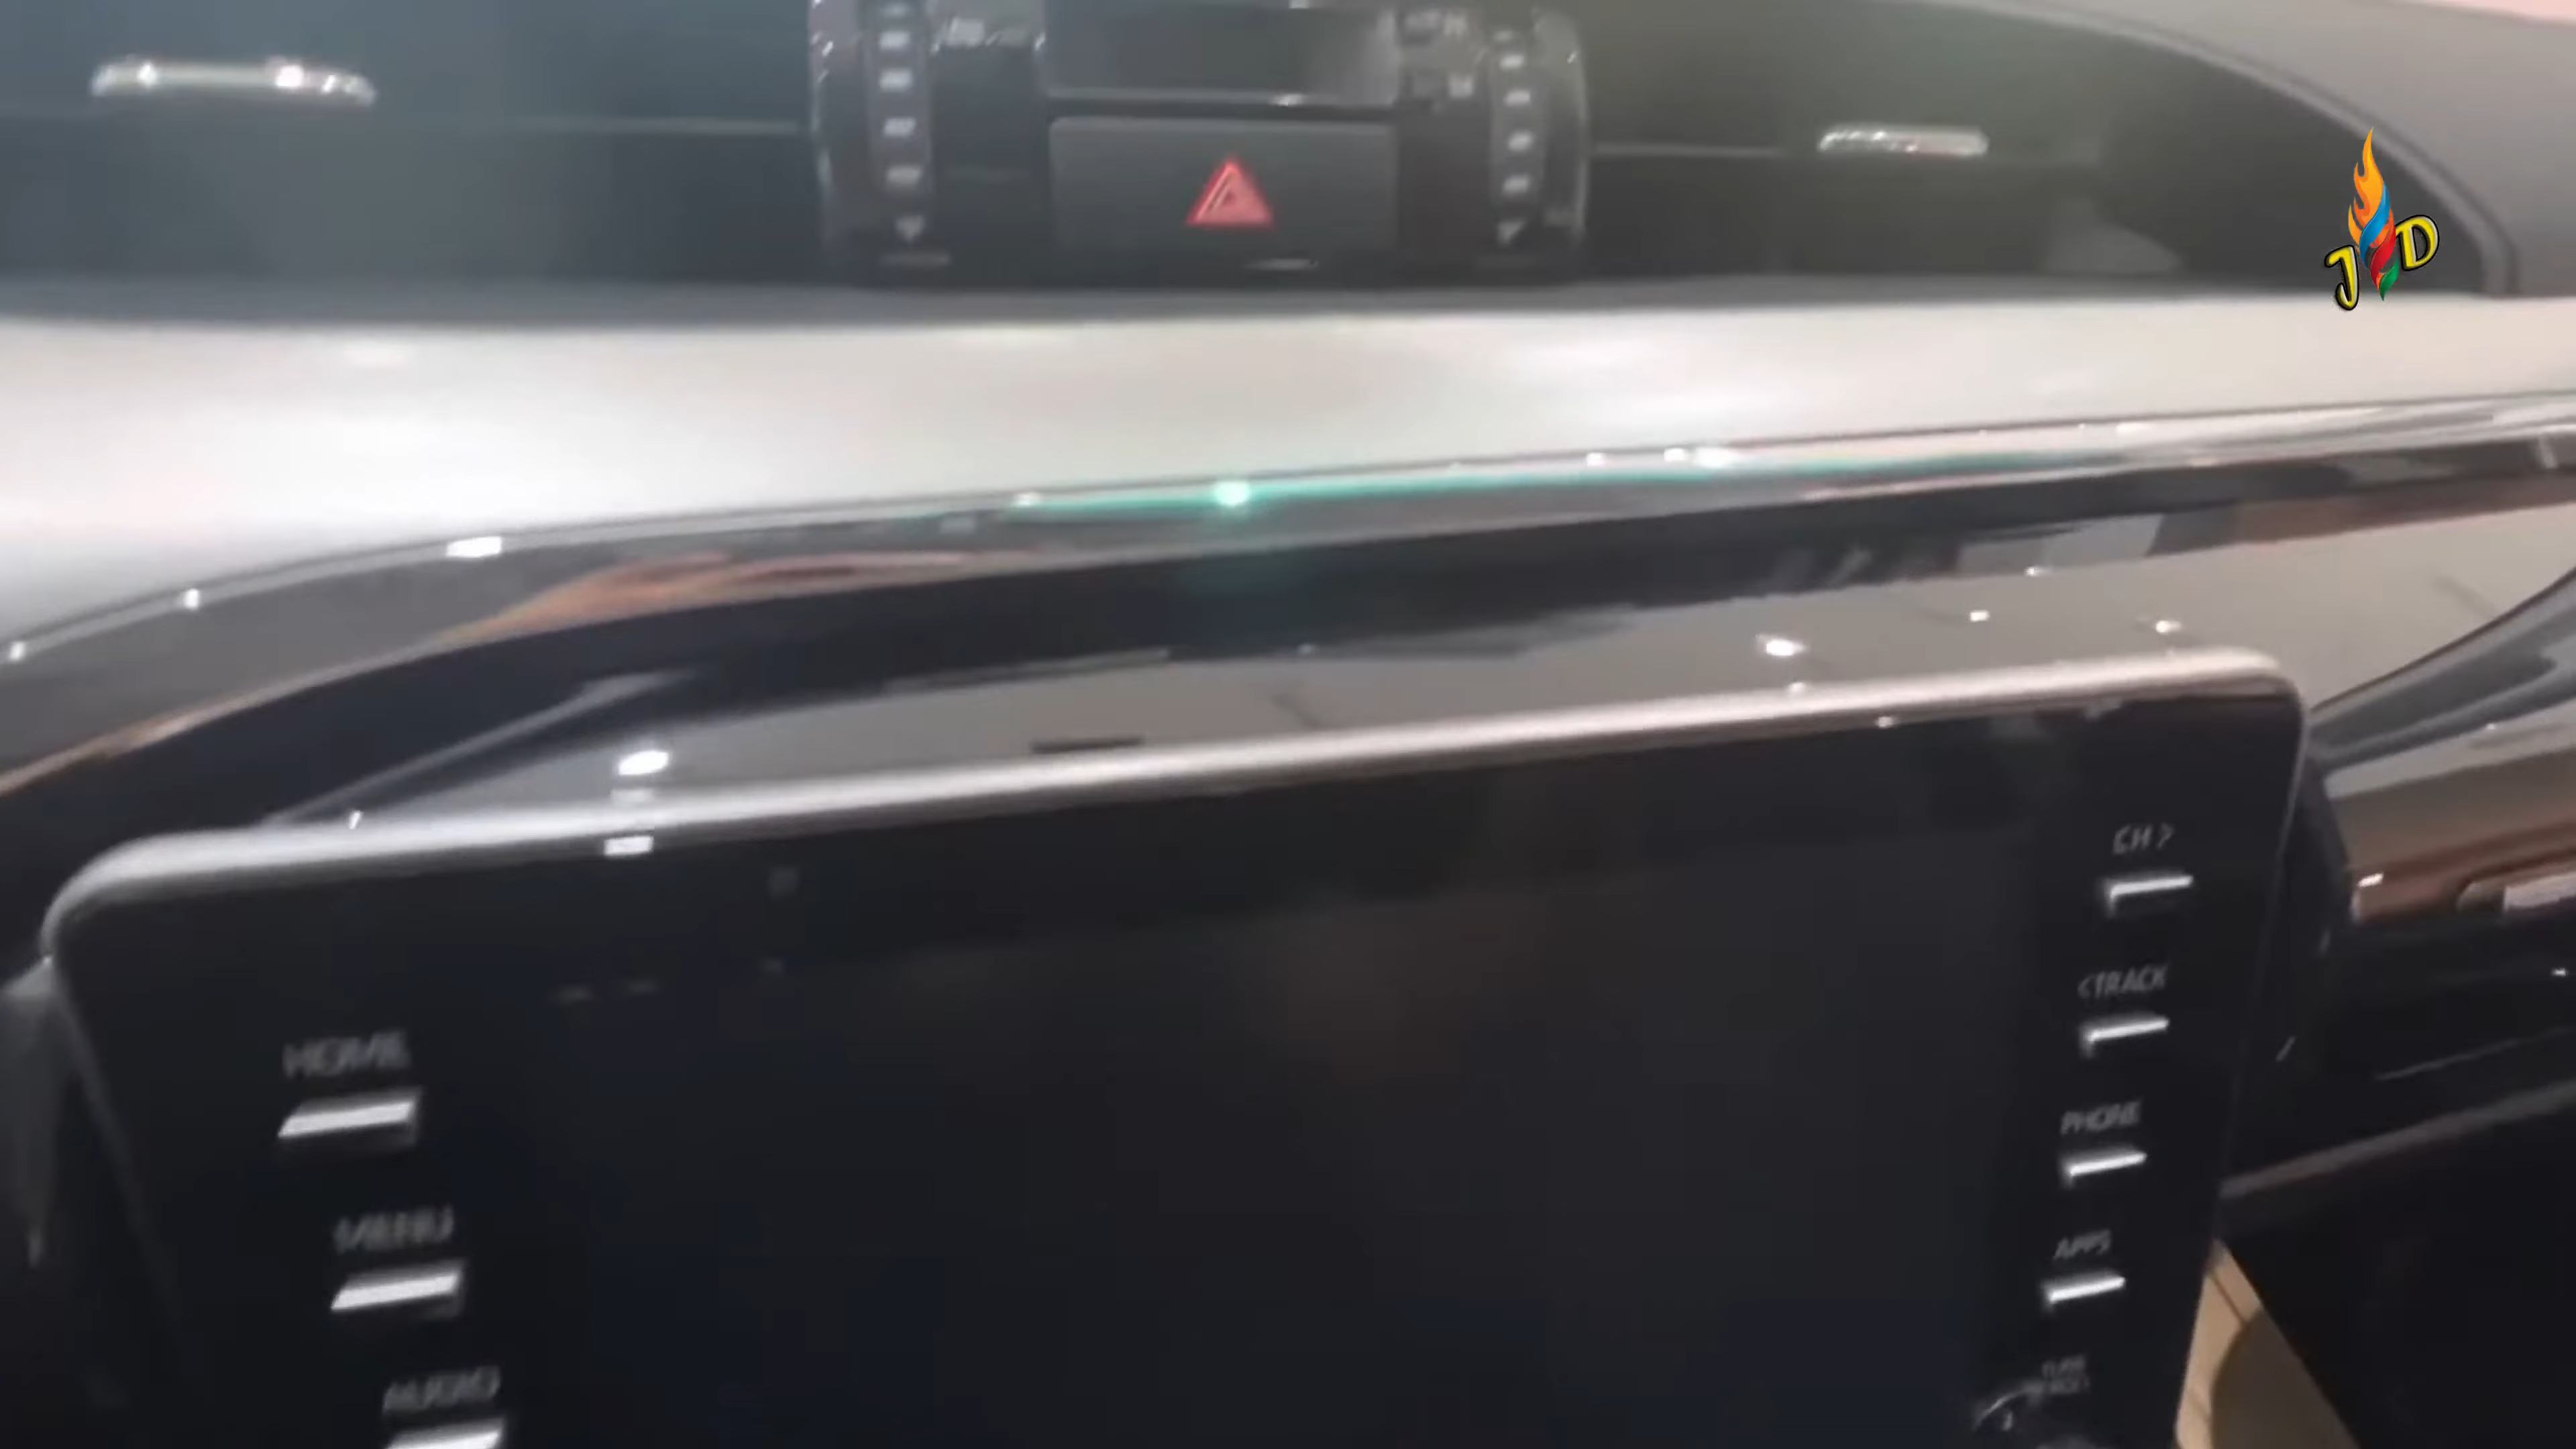 J D
HOME
MENU
AUDIO
CH >
< TRACK
PHONE
APPS